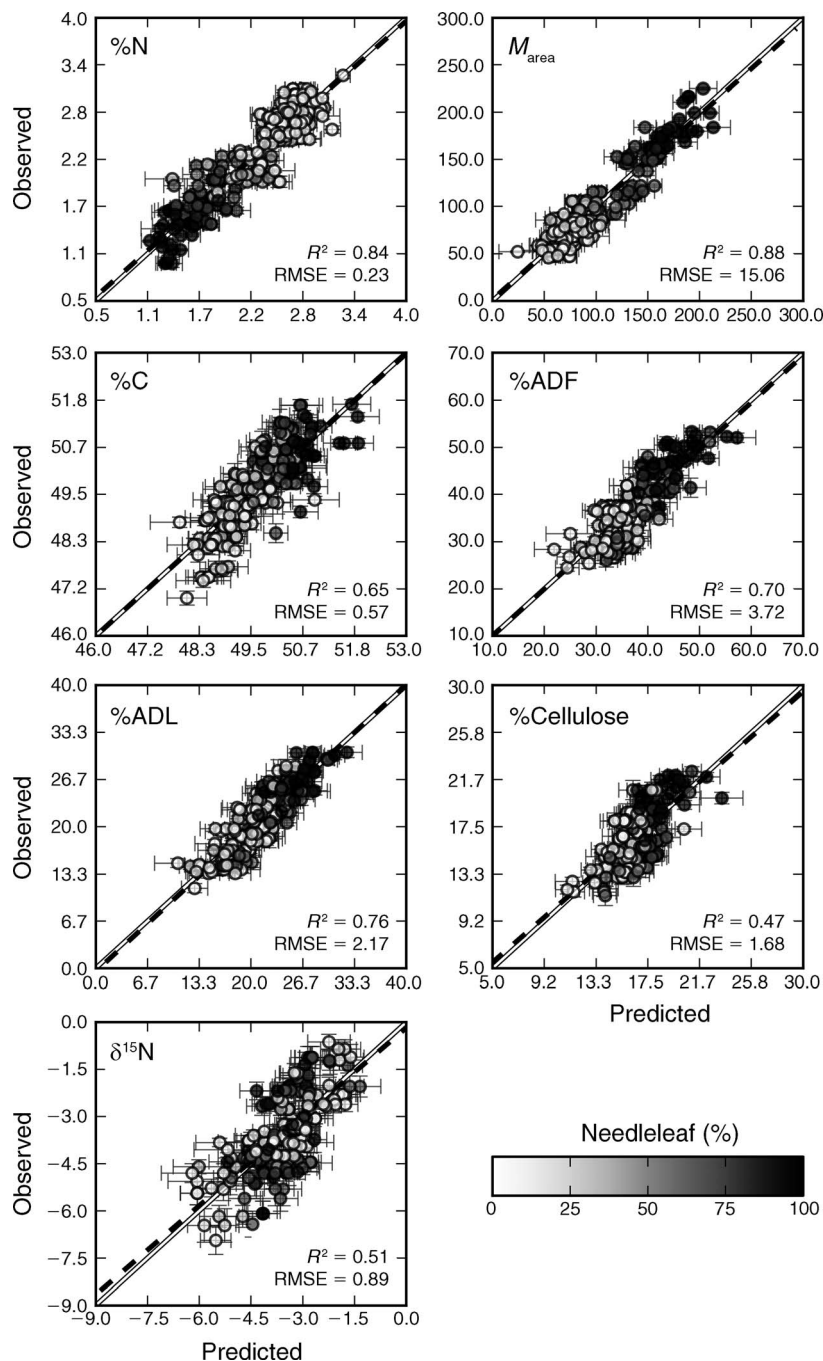 %N
4.0
3.4
2.8
2.2
1.7
1.1
0.5
Observed
R² = 0.84
RMSE = 0.23
0.5 1.1 1.7 2.2 2.8 3.4 4.0
M area
300.0
250.0
200.0
150.0
100.0
50.0
0.0
R² = 0.88
RMSE = 15.06
0.0 50.0 100.0 150.0 200.0 250.0 300.0
%C
53.0
51.8
50.7
49.5
48.3
47.2
46.0
Observed
R² = 0.65
RMSE = 0.57
46.0 47.2 48.3 49.5 50.7 51.8 53.0
%ADF
70.0
60.0
50.0
40.0
30.0
20.0
10.0
R² = 0.70
RMSE = 3.72
10.0 20.0 30.0 40.0 50.0 60.0 70.0
%ADL
40.0
33.3
26.7
20.0
13.3
6.7
0.0
Observed
R² = 0.76
RMSE = 2.17
0.0 6.7 13.3 20.0 26.7 33.3 40.0
%Cellulose
30.0
25.8
21.7
17.5
13.3
9.2
5.0
R² = 0.47
RMSE = 1.68
5.0 9.2 13.3 17.5 21.7 25.8 30.0
Predicted
δ¹⁵N
0.0
−1.5
−3.0
−4.5
−6.0
−7.5
−9.0
Observed
R² = 0.51
RMSE = 0.89
−9.0 −7.5 −6.0 −4.5 −3.0 −1.5 0.0
Predicted
Needleleaf (%)
0 25 50 75 100